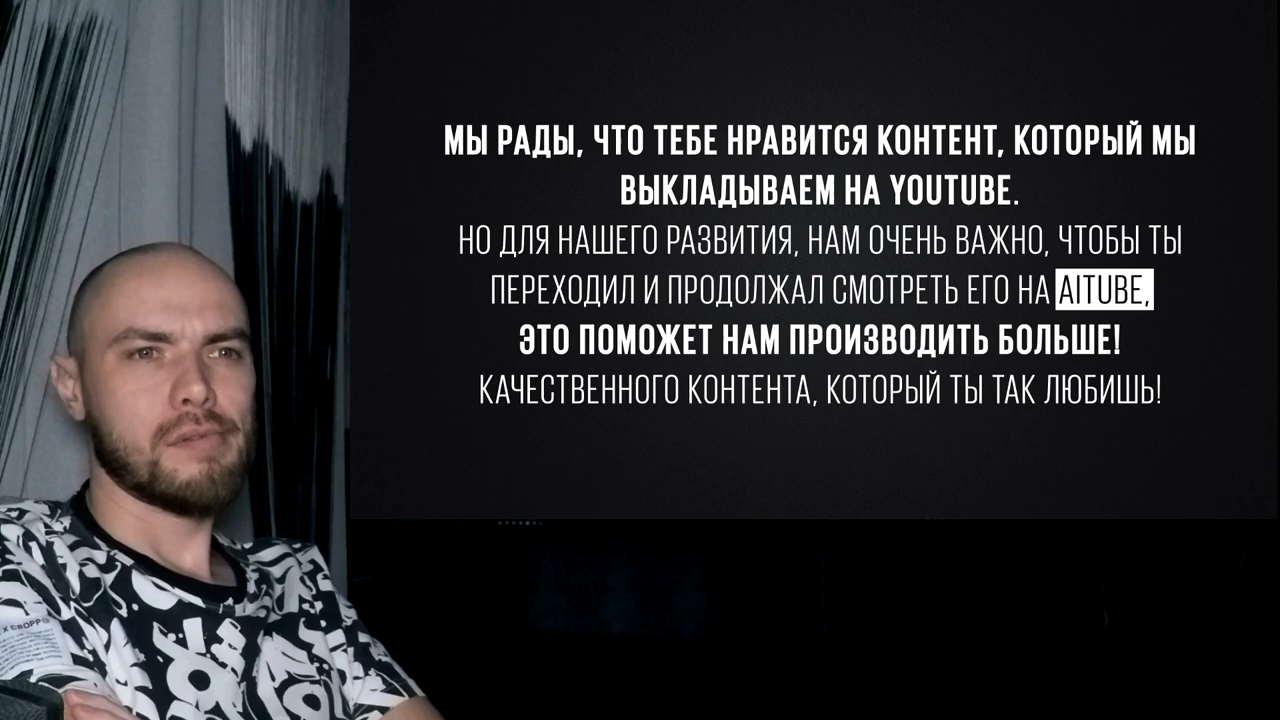 МЫ РАДЫ, ЧТО ТЕБЕ НРАВИТСЯ КОНТЕНТ, КОТОРЫЙ МЫ
ВЫКЛАДЫВАЕМ НА YOUTUBE.
НО ДЛЯ НАШЕГО РАЗВИТИЯ, НАМ ОЧЕНЬ ВАЖНО, ЧТОБЫ ТЫ
ПЕРЕХОДИЛ И ПРОДОЛЖАЛ СМОТРЕТЬ ЕГО НА AITUBE,
ЭТО ПОМОЖЕТ НАМ ПРОИЗВОДИТЬ БОЛЬШЕ!
КАЧЕСТВЕННОГО КОНТЕНТА, КОТОРЫЙ ТЫ ТАК ЛЮБИШЬ!
X CROPP